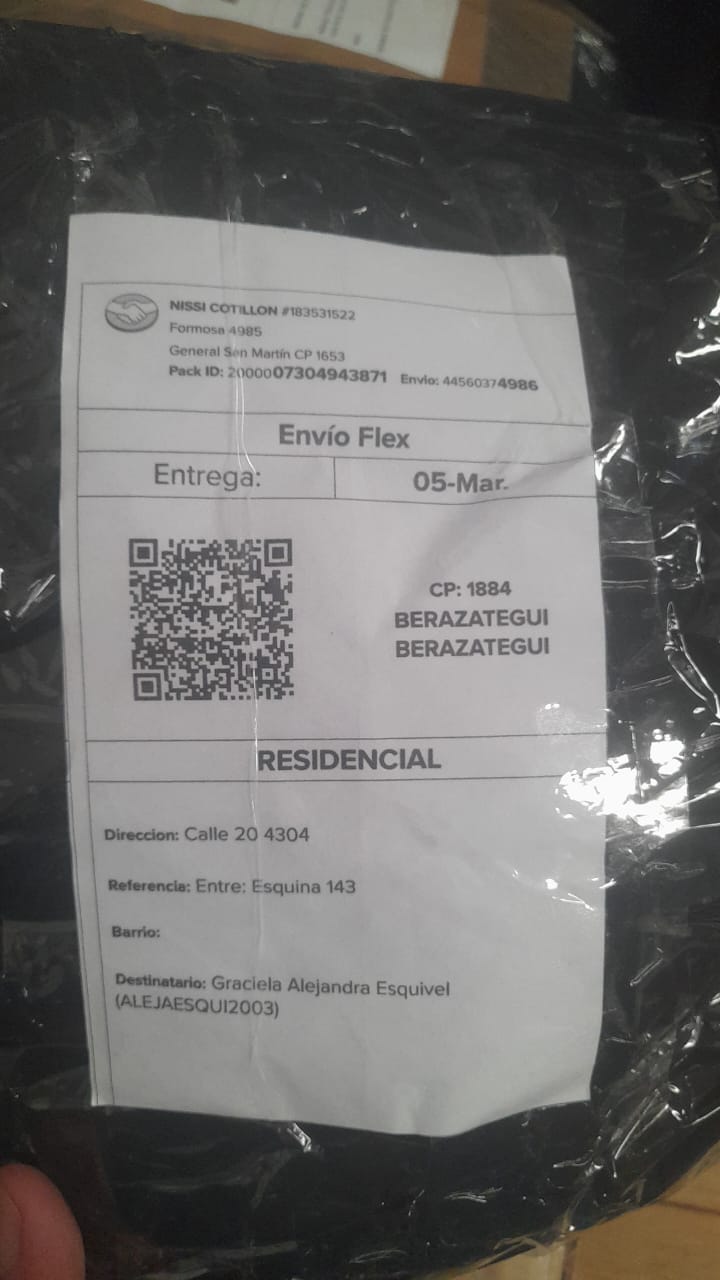 NISSI COTILLON #183531522
Formosa 4985
General San Martín CP 1653
Pack ID: 2000007304943871 Envio: 44560374986
Envío Flex
Entrega: 05-Mar.
CP: 1884
BERAZATEGUI
BERAZATEGUI
RESIDENCIAL
Direccion: Calle 20 4304
Referencia: Entre: Esquina 143
Barrio:
Destinatario: Graciela Alejandra Esquivel
(ALEJAESQUI2003)